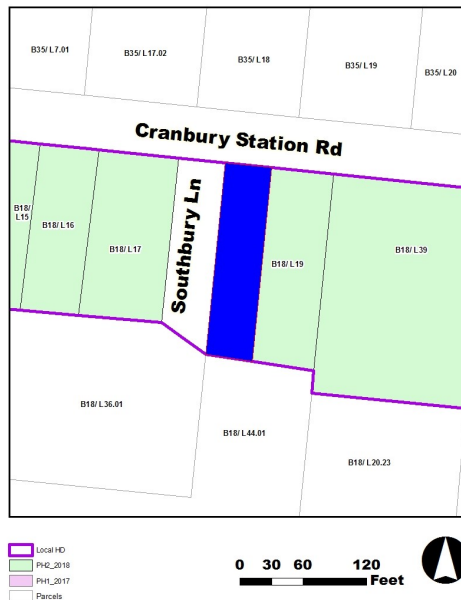 B35/ L7.01
B35/ L17.02
B35/ L18
B35/ L19
B35/ L20
Cranbury Station Rd
B18/
L15
B18/ L16
B18/ L17
Southbury Ln
B18/ L19
B18/ L39
B18/ L36.01
B18/ L44.01
B18/ L20.23
Local HD
PH2_2018
PH1_2017
Parcels
0 30 60 120
Feet